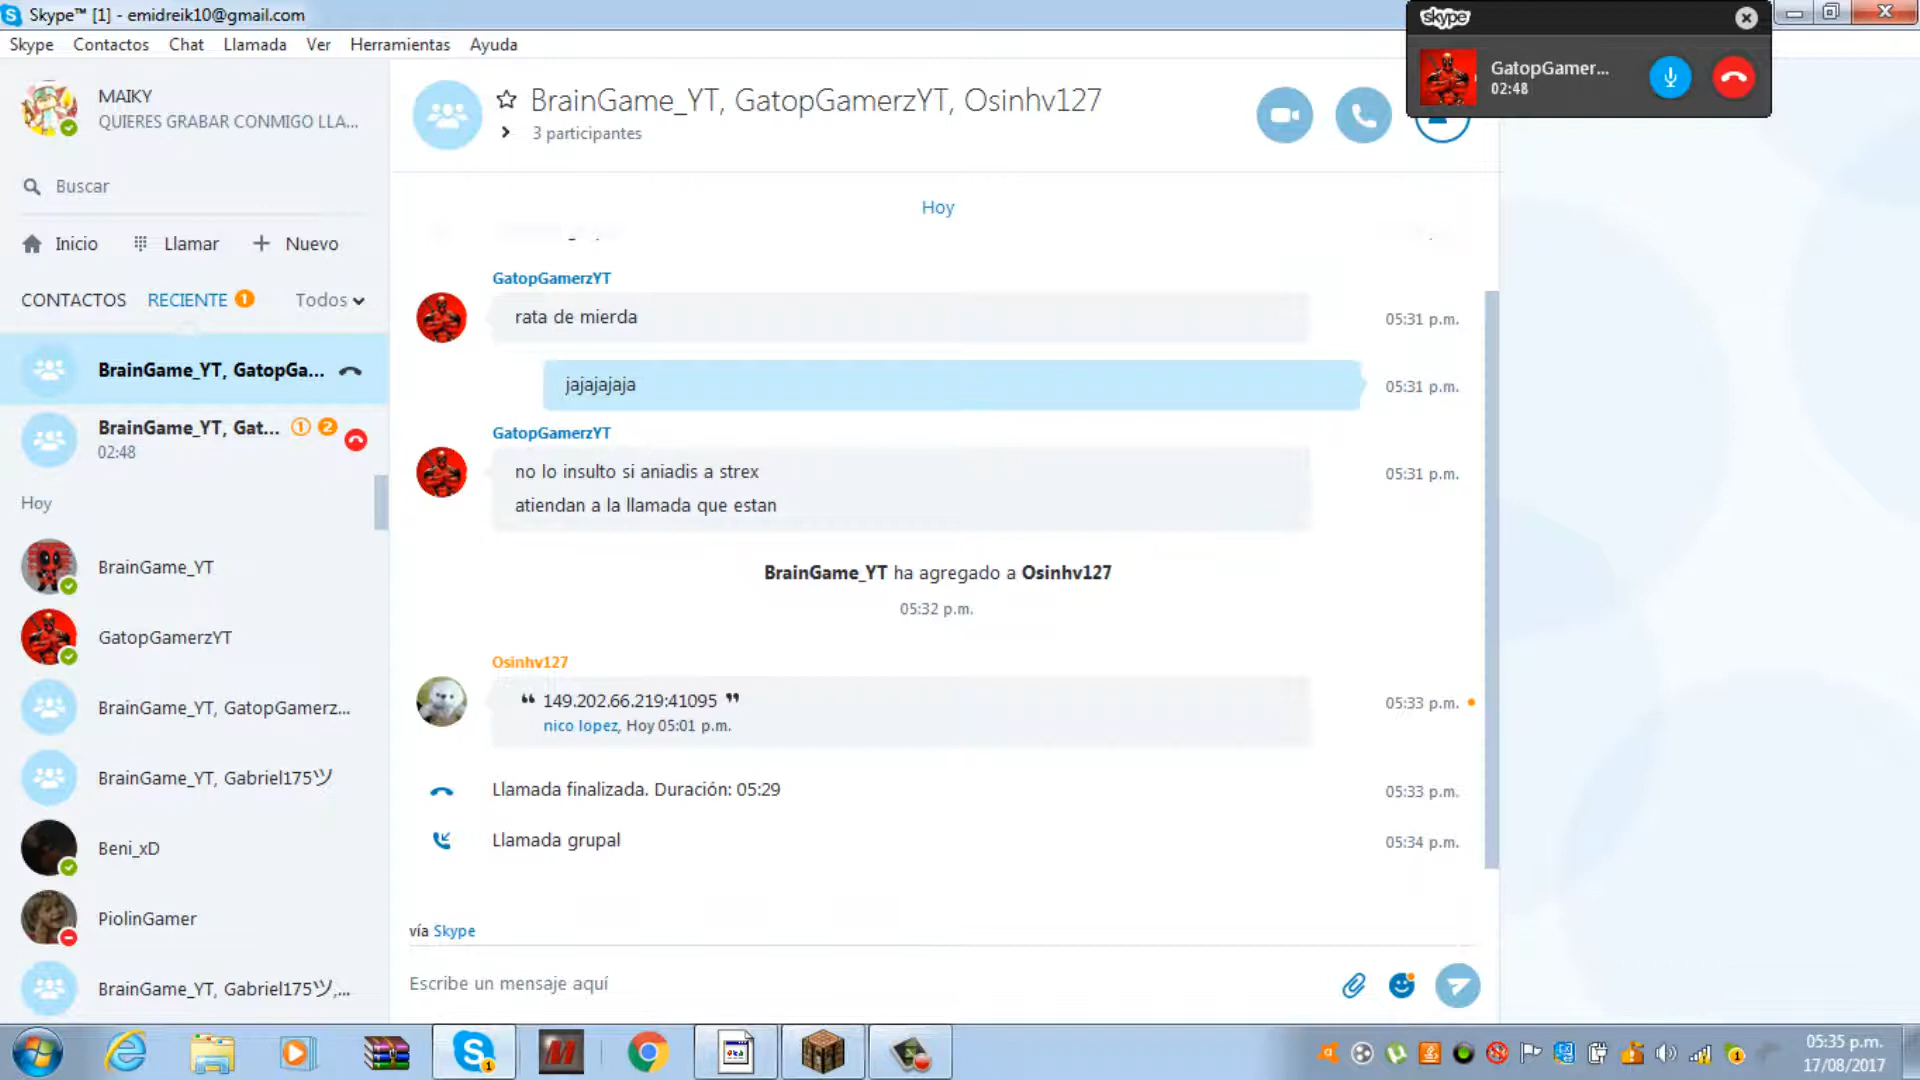 Skype™ [1] - emidreik10@gmail.com
Skype Contactos Chat Llamada Ver Herramientas Ayuda
skype
GatopGamer...
02:48
MAIKY
QUIERES GRABAR CONMIGO LLA...
Buscar
Inicio Llamar Nuevo
CONTACTOS RECIENTE 1 Todos
BrainGame_YT, GatopGa...
BrainGame_YT, Gat... 1 2
02:48
Hoy
BrainGame_YT
GatopGamerzYT
BrainGame_YT, GatopGamerz...
BrainGame_YT, Gabriel175ツ
Beni_xD
PiolinGamer
BrainGame_YT, Gabriel175ツ,...
BrainGame_YT, GatopGamerzYT, Osinhv127
3 participantes
Hoy
GatopGamerzYT
rata de mierda 05:31 p.m.
jajajajaja 05:31 p.m.
GatopGamerzYT
no lo insulto si aniadis a strex 05:31 p.m.
atiendan a la llamada que estan
BrainGame_YT ha agregado a Osinhv127
05:32 p.m.
Osinhv127
“ 149.202.66.219:41095 ” 05:33 p.m.
nico lopez, Hoy 05:01 p.m.
Llamada finalizada. Duración: 05:29 05:33 p.m.
Llamada grupal 05:34 p.m.
vía Skype
Escribe un mensaje aquí
05:35 p.m.
17/08/2017